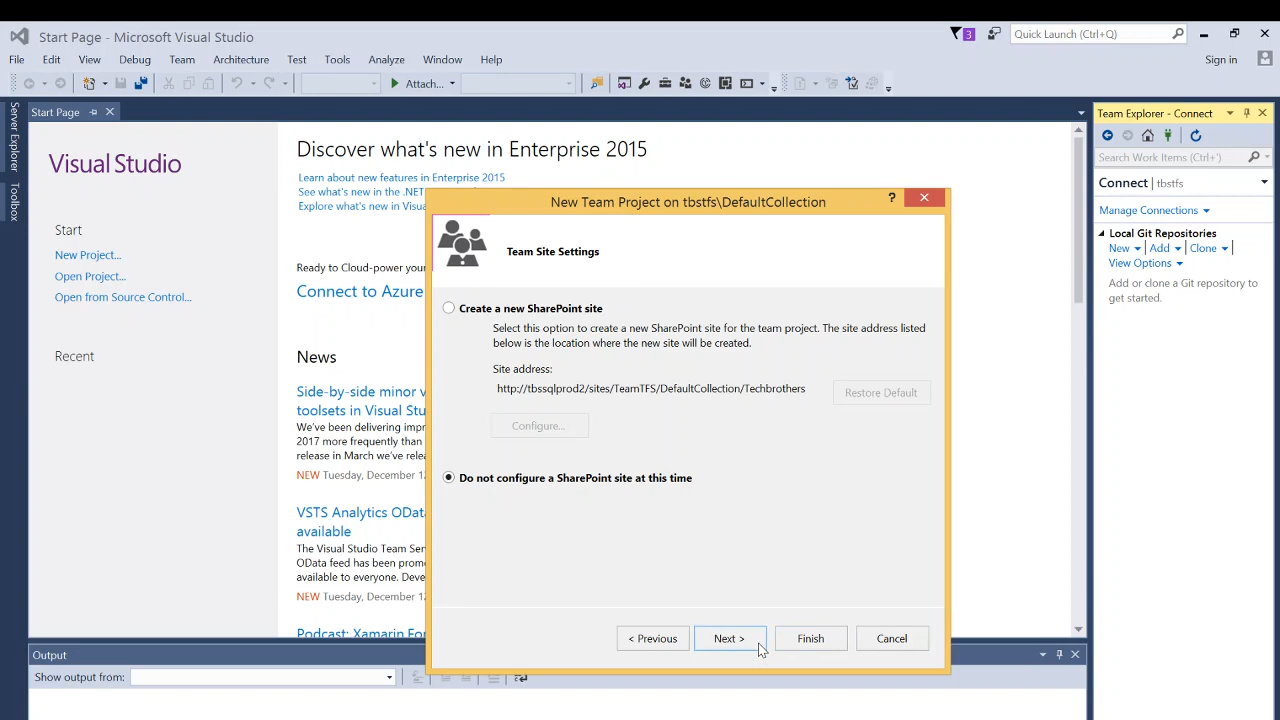 Start Page - Microsoft Visual Studio
3
Quick Launch (Ctrl+Q)
File Edit View Debug Team Architecture Test Tools Analyze Window Help
Sign in
Attach...
Server Explorer
Toolbox
Start Page
Visual Studio
Start
New Project...
Open Project...
Open from Source Control...
Recent
Discover what's new in Enterprise 2015
Learn about new features in Enterprise 2015
See what's new in the .NET
Explore what's new in Visua
Ready to Cloud-power your
Connect to Azure
News
Side-by-side minor v
toolsets in Visual Stu
We've been delivering impr
2017 more frequently than
release in March we've rele
NEW Tuesday, December 12
VSTS Analytics OData
available
The Visual Studio Team Serv
OData feed has been prom
available to everyone. Deve
NEW Tuesday, December 12
Podcast: Xamarin For
New Team Project on tbstfs\DefaultCollection
?
Team Site Settings
Create a new SharePoint site
Select this option to create a new SharePoint site for the team project. The site address listed
below is the location where the new site will be created.
Site address:
http://tbssqlprod2/sites/TeamTFS/DefaultCollection/Techbrothers
Restore Default
Configure...
Do not configure a SharePoint site at this time
< Previous Next > Finish Cancel
Team Explorer - Connect
Search Work Items (Ctrl+')
Connect | tbstfs
Manage Connections
Local Git Repositories
New | Add | Clone |
View Options
Add or clone a Git repository to
get started.
Output
Show output from: